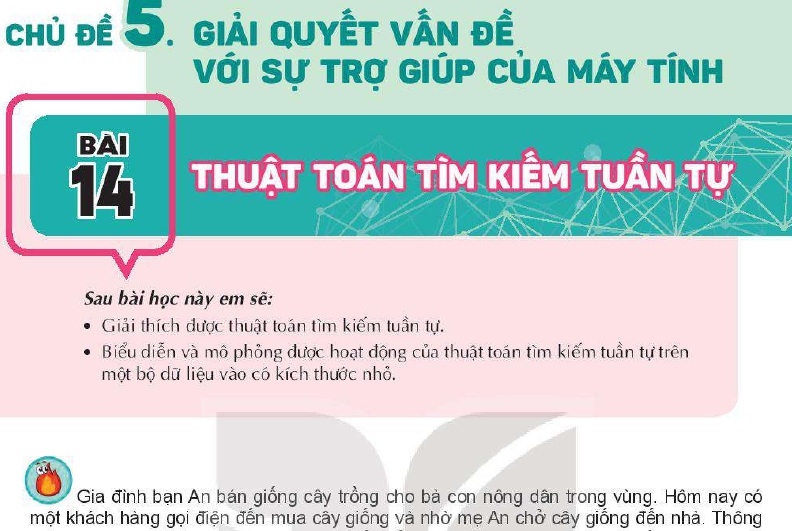 CHỦ ĐỀ 5. GIẢI QUYẾT VẤN ĐỀ
VỚI SỰ TRỢ GIÚP CỦA MÁY TÍNH
BÀI
14
THUẬT TOÁN TÌM KIẾM TUẦN TỰ
Sau bài học này em sẽ:
• Giải thích được thuật toán tìm kiếm tuần tự.
• Biểu diễn và mô phỏng được hoạt động của thuật toán tìm kiếm tuần tự trên
một bộ dữ liệu vào có kích thước nhỏ.
Gia đình bạn An bán giống cây trồng cho bà con nông dân trong vùng. Hôm nay có
một khách hàng gọi điện đến mua cây giống và nhờ mẹ An chở cây giống đến nhà. Thông